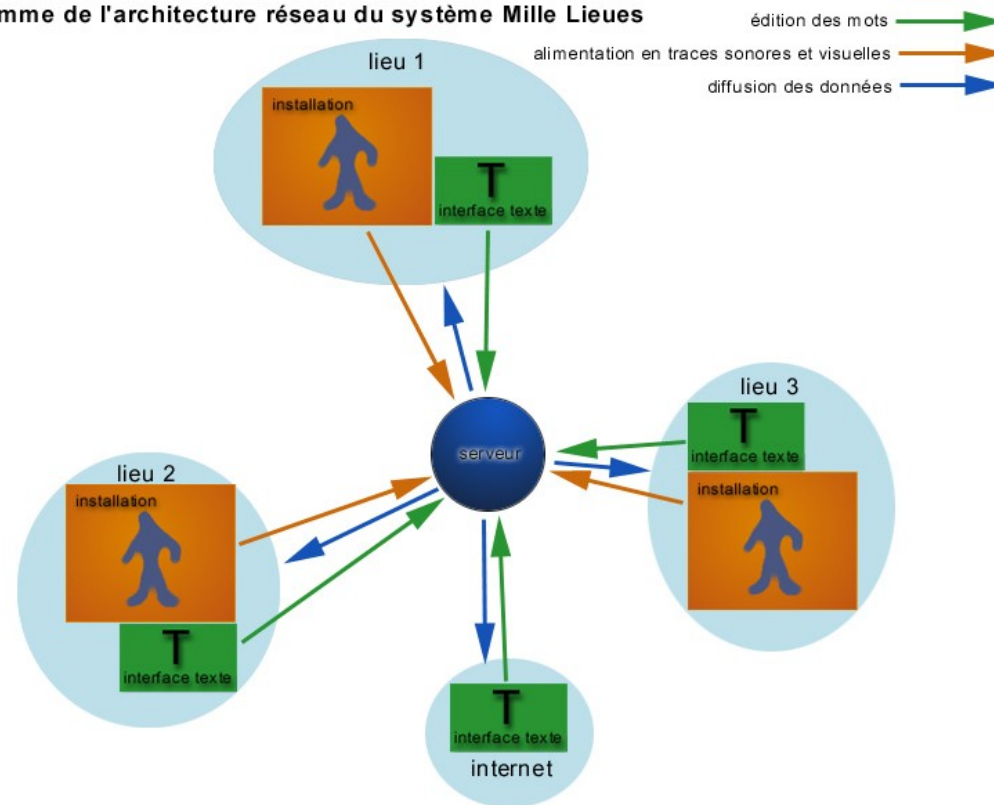 mme de l'architecture réseau du système Mille Lieues
édition des mots
alimentation en traces sonores et visuelles
diffusion des données
lieu 1
installation
T
interface texte
serveur
lieu 3
T
interface texte
installation
lieu 2
installation
T
interface texte
T
interface texte
internet